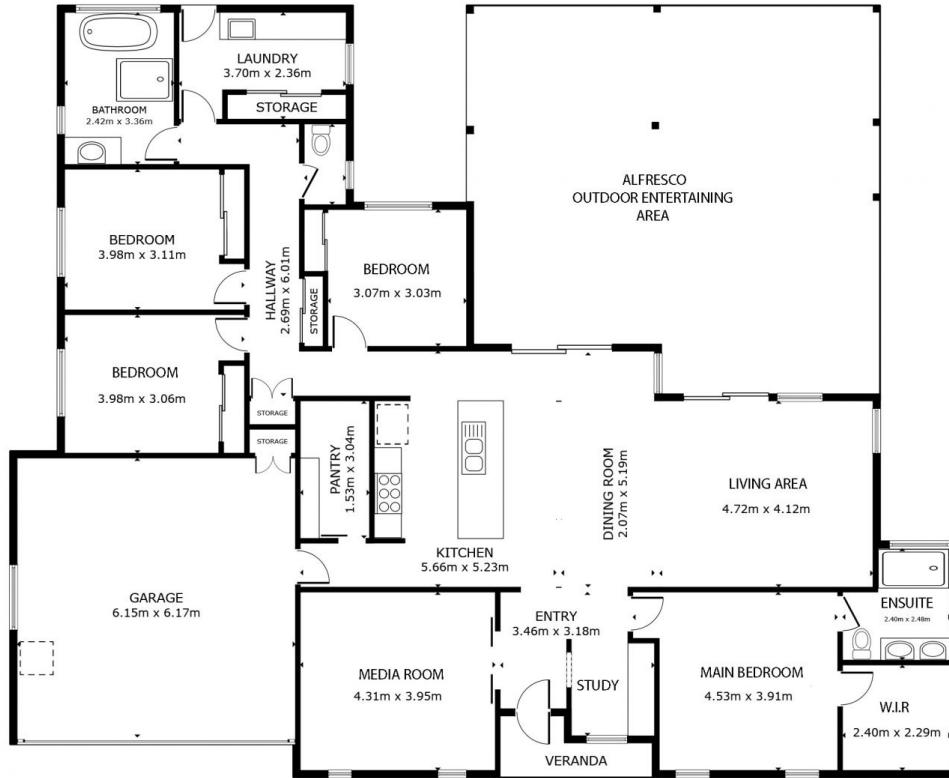 LAUNDRY
3.70m x 2.36m
STORAGE
BATHROOM
2.42m x 3.36m
ALFRESCO
OUTDOOR ENTERTAINING
AREA
BEDROOM
3.98m x 3.11m
HALLWAY
2.69m x 6.01m
BEDROOM
3.07m x 3.03m
STORAGE
BEDROOM
3.98m x 3.06m
STORAGE
STORAGE
PANTRY
1.53m x 3.04m
KITCHEN
5.66m x 5.23m
DINING ROOM
2.07m x 5.19m
LIVING AREA
4.72m x 4.12m
GARAGE
6.15m x 6.17m
ENTRY
3.46m x 3.18m
ENSUITE
2.40m x 2.48m
MEDIA ROOM
4.31m x 3.95m
STUDY
MAIN BEDROOM
4.53m x 3.91m
W.I.R
2.40m x 2.29m
VERANDA